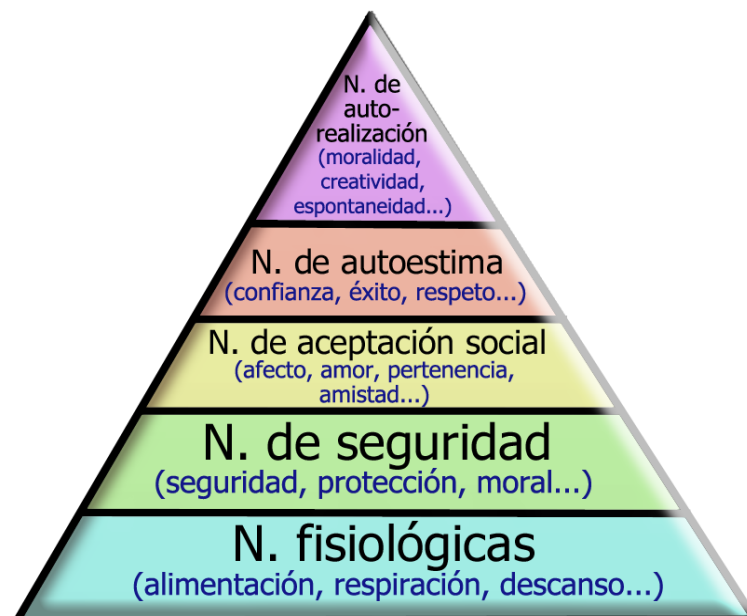 N. de
auto-
realización
(moralidad,
creatividad,
espontaneidad...)
N. de autoestima
(confianza, éxito, respeto...)
N. de aceptación social
(afecto, amor, pertenencia,
amistad...)
N. de seguridad
(seguridad, protección, moral...)
N. fisiológicas
(alimentación, respiración, descanso...)